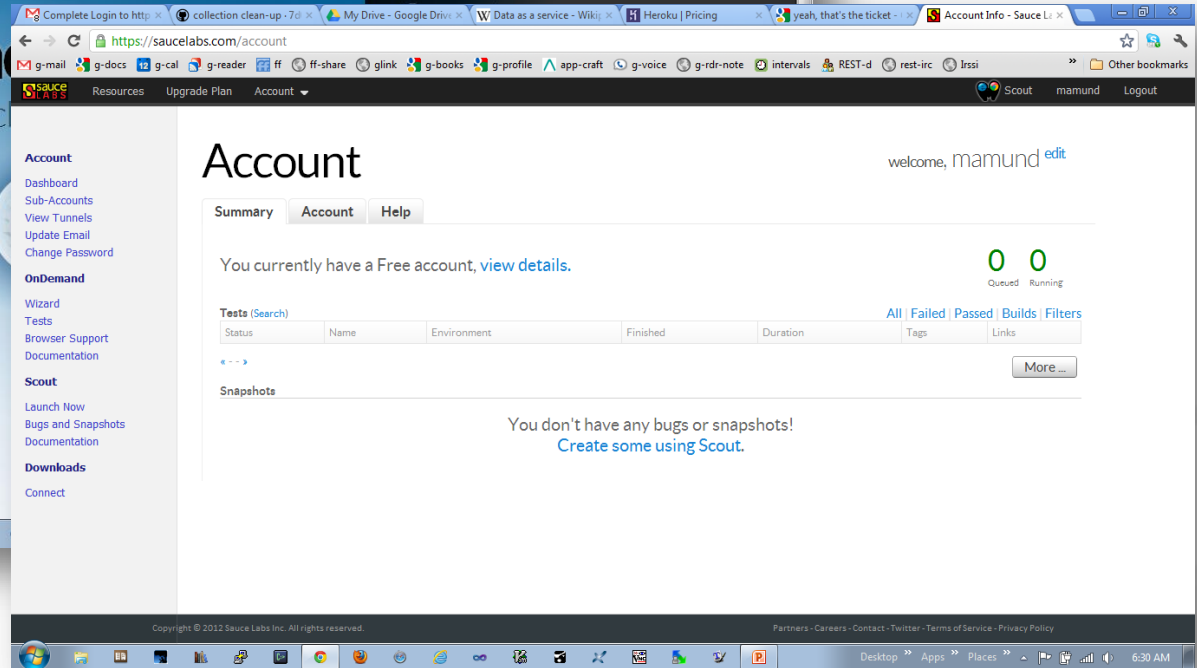 Complete Login to http
collection clean-up · 7d
My Drive - Google Drive
Data as a service - Wikip
Heroku | Pricing
yeah, that's the ticket -
Account Info - Sauce La
https://saucelabs.com/account
g-mail g-docs 12 g-cal g-reader ff ff-share glink g-books g-profile app-craft g-voice g-rdr-note intervals REST-d rest-irc Irssi » Other bookmarks
sauce LABS Resources Upgrade Plan Account Scout mamund Logout
Account
Dashboard
Sub-Accounts
View Tunnels
Update Email
Change Password
OnDemand
Wizard
Tests
Browser Support
Documentation
Scout
Launch Now
Bugs and Snapshots
Documentation
Downloads
Connect
Account
welcome, mamund edit
Summary Account Help
You currently have a Free account, view details.
0 0
Queued Running
Tests (Search)
All | Failed | Passed | Builds | Filters
Status Name Environment Finished Duration Tags Links
« - - »
More ...
Snapshots
You don't have any bugs or snapshots!
Create some using Scout.
Copyright © 2012 Sauce Labs Inc. All rights reserved.
Partners - Careers - Contact - Twitter - Terms of Service - Privacy Policy
Desktop » Apps » Places » 6:30 AM